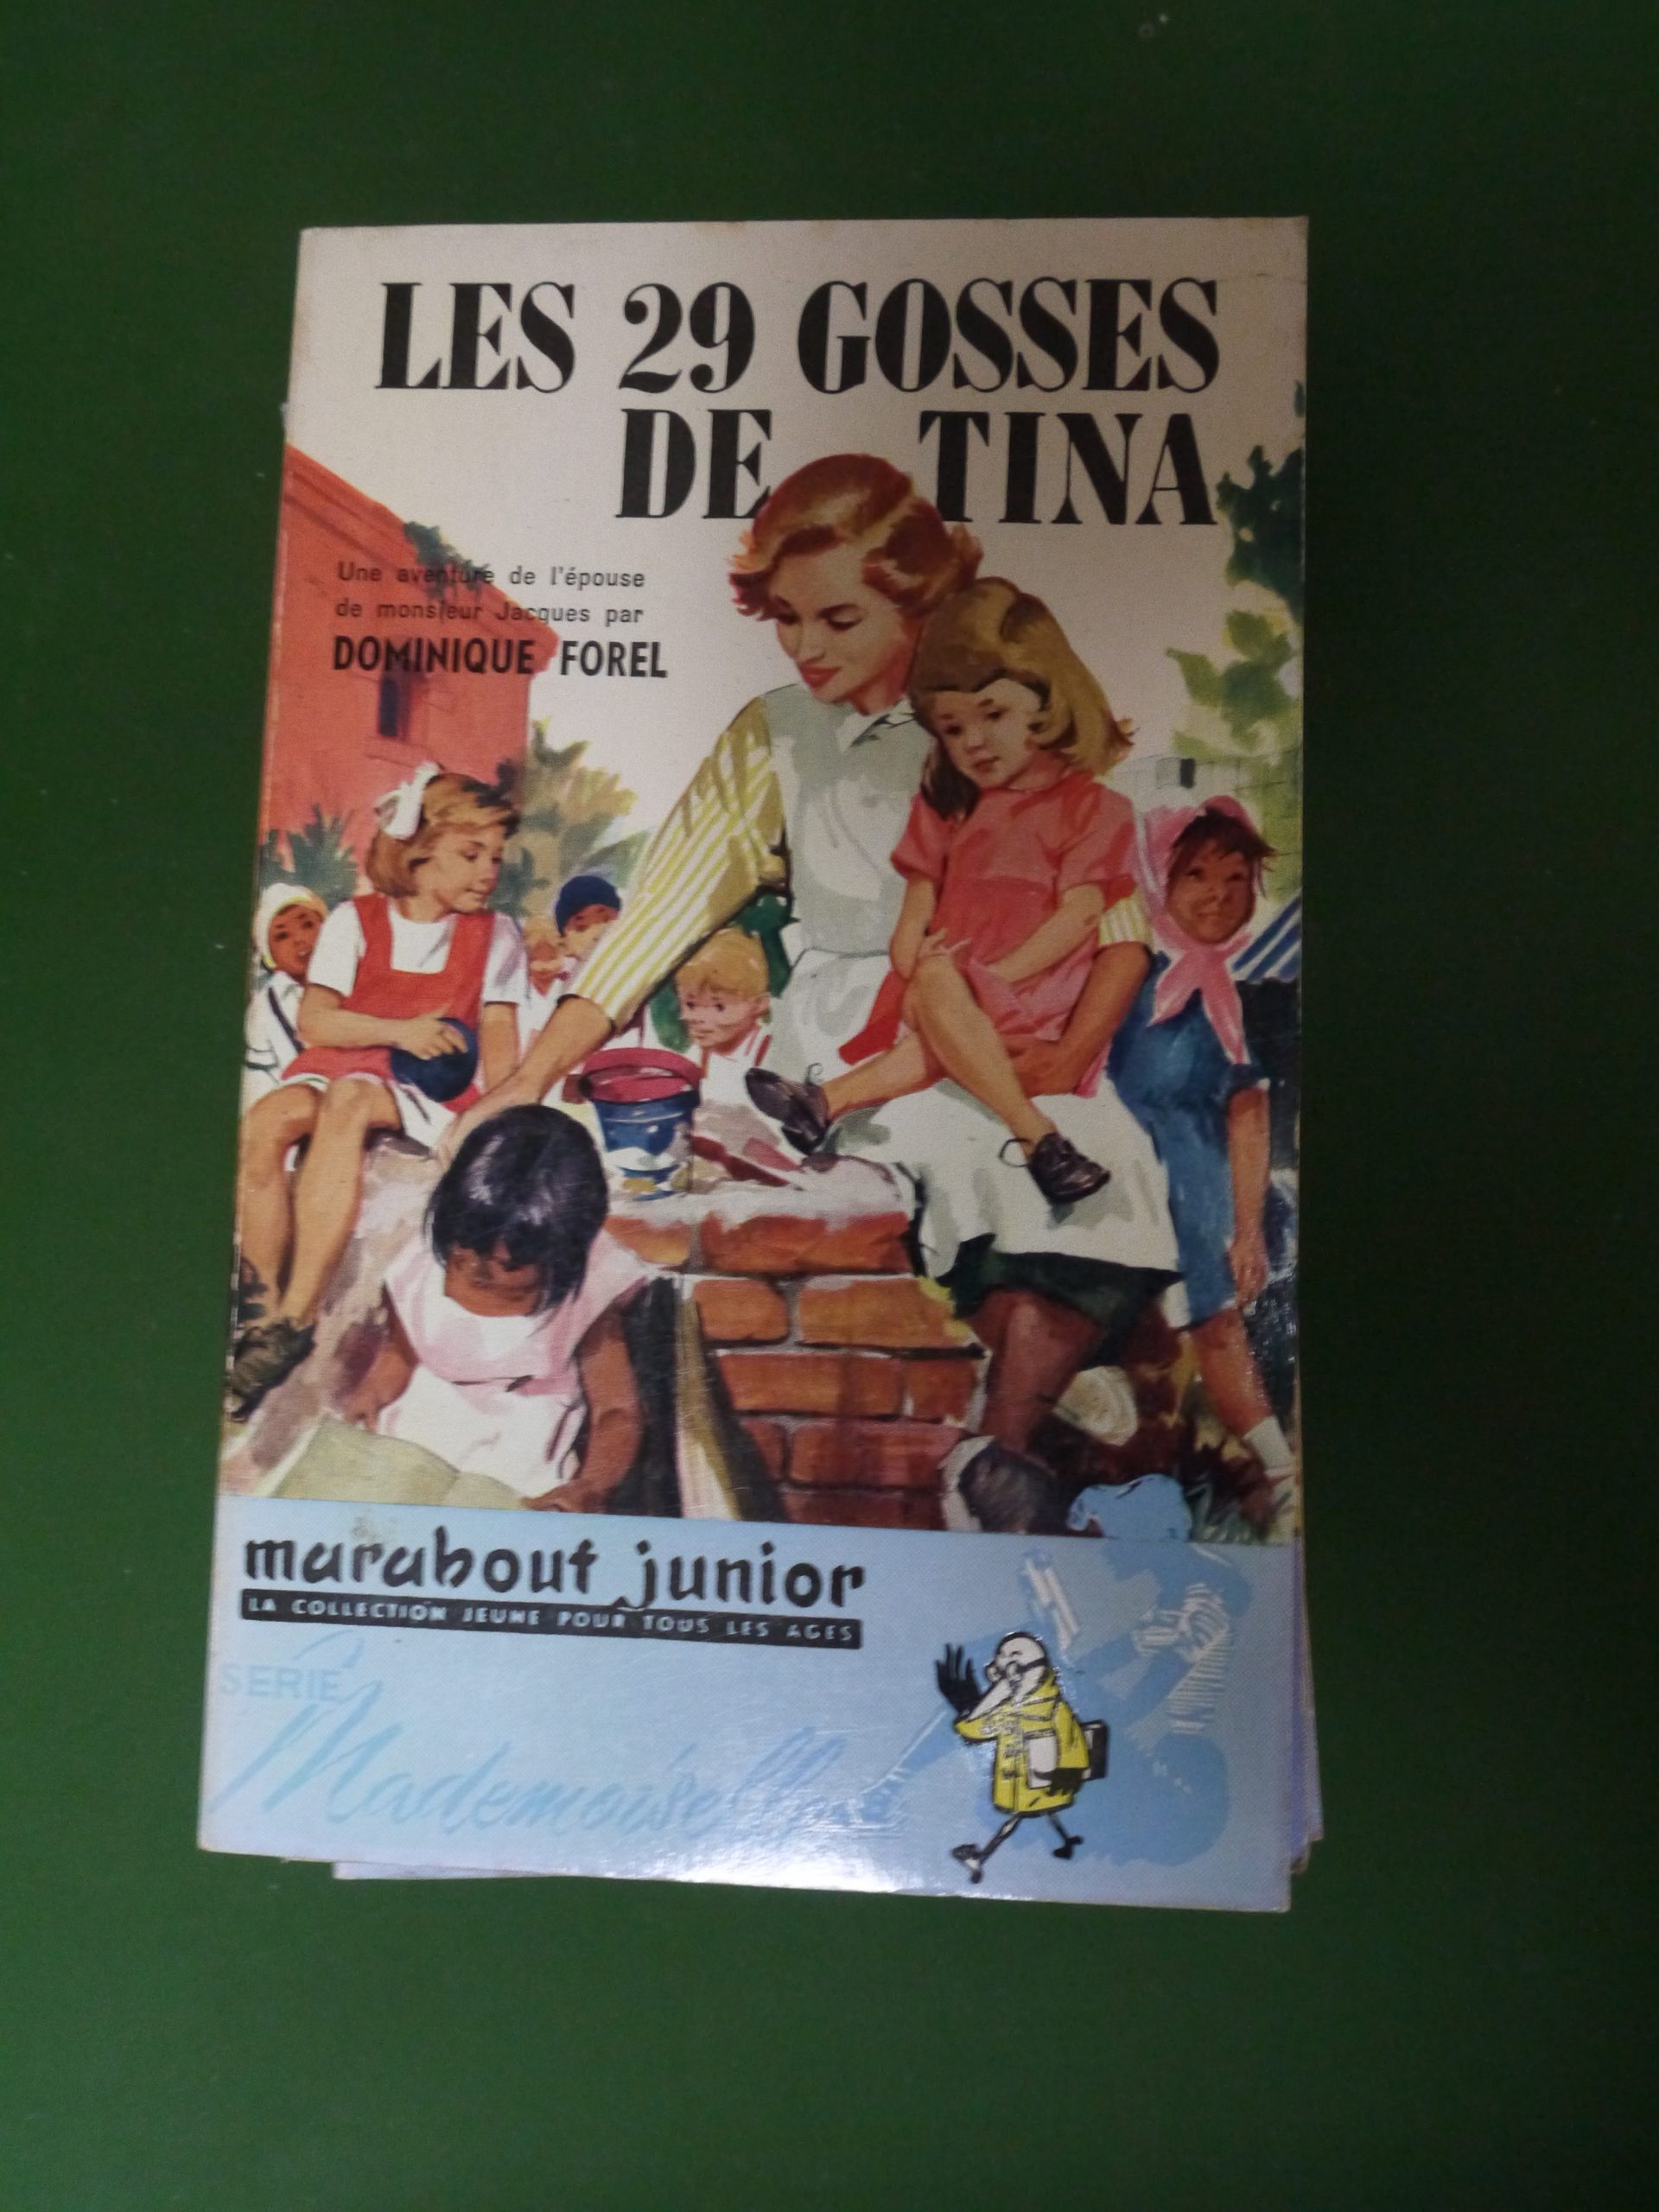 LES 29 GOSSES
DE TINA
Une aventure de l'épouse
de monsieur Jacques par
DOMINIQUE FOREL
marabout junior
LA COLLECTION JEUNE POUR TOUS LES AGES
SERIE
Mademoiselle